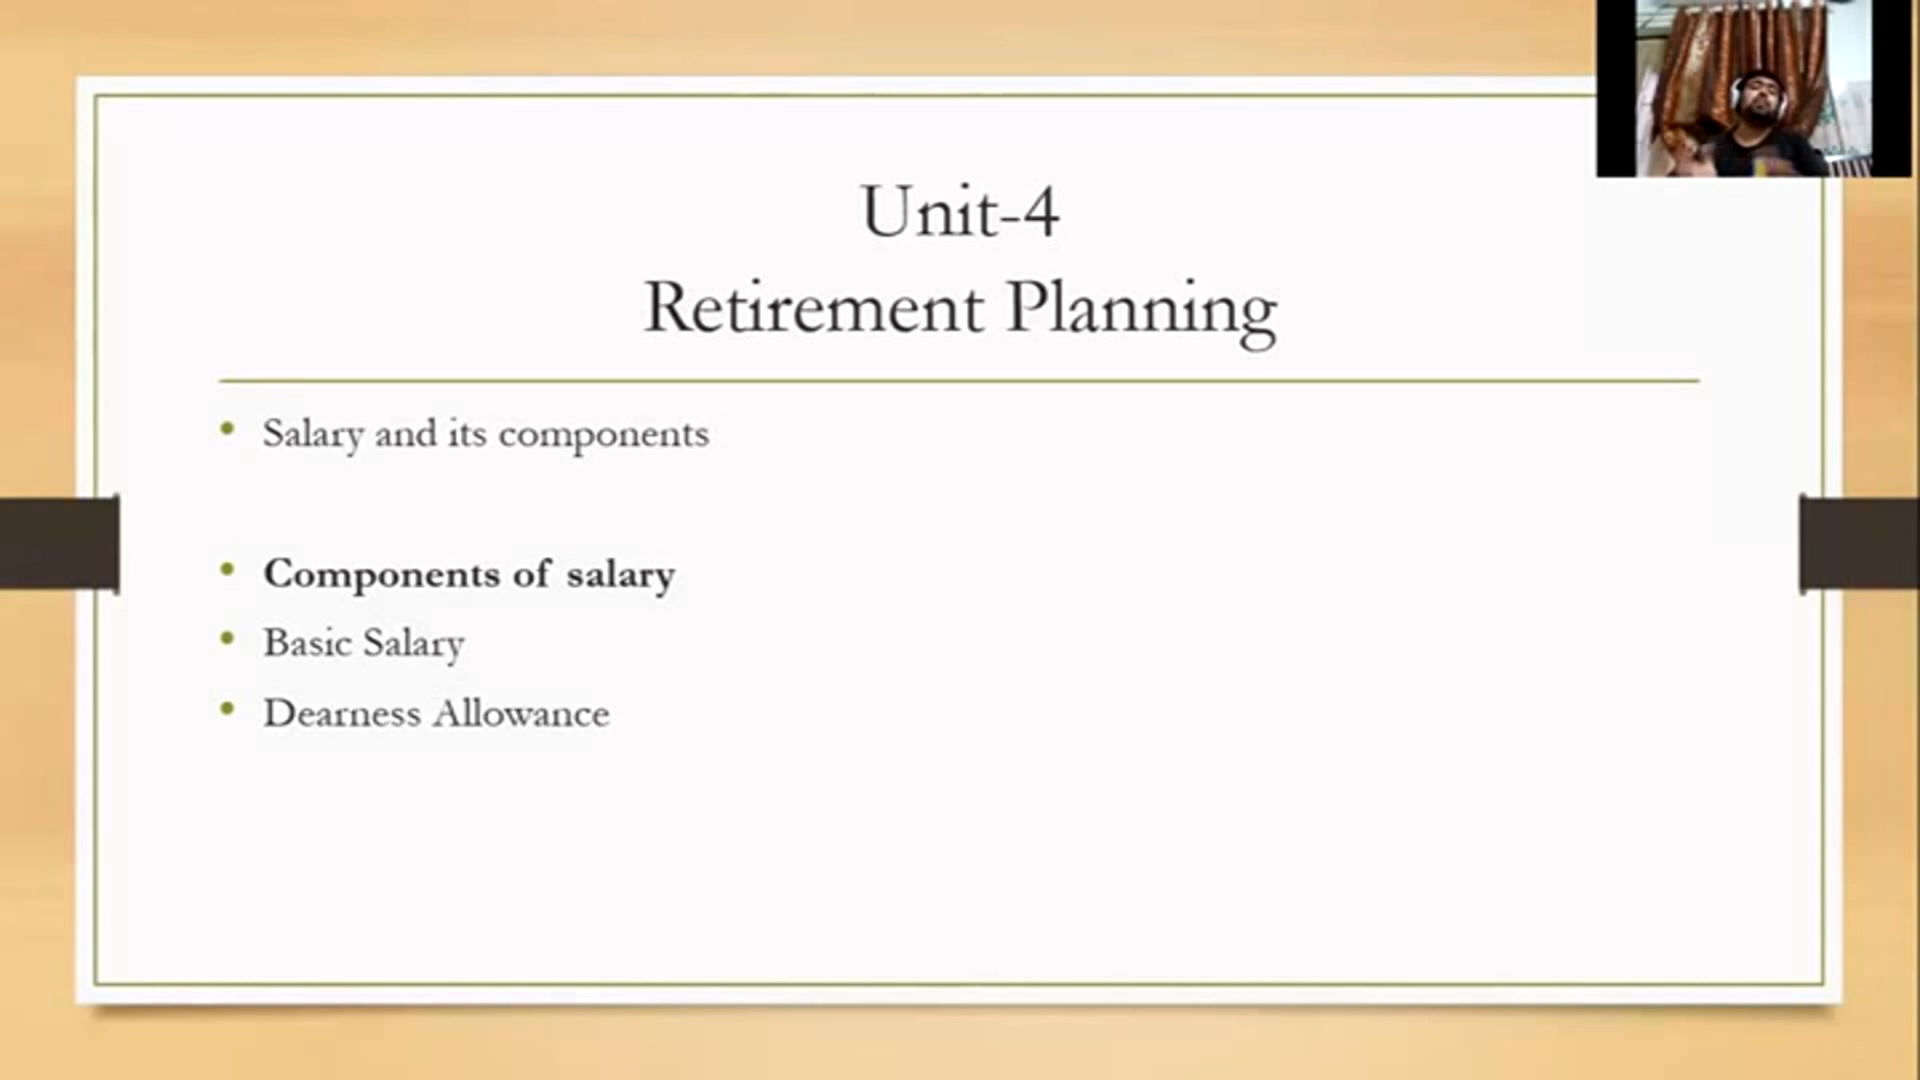 Unit-4
Retirement Planning
• Salary and its components
• Components of salary
• Basic Salary
• Dearness Allowance